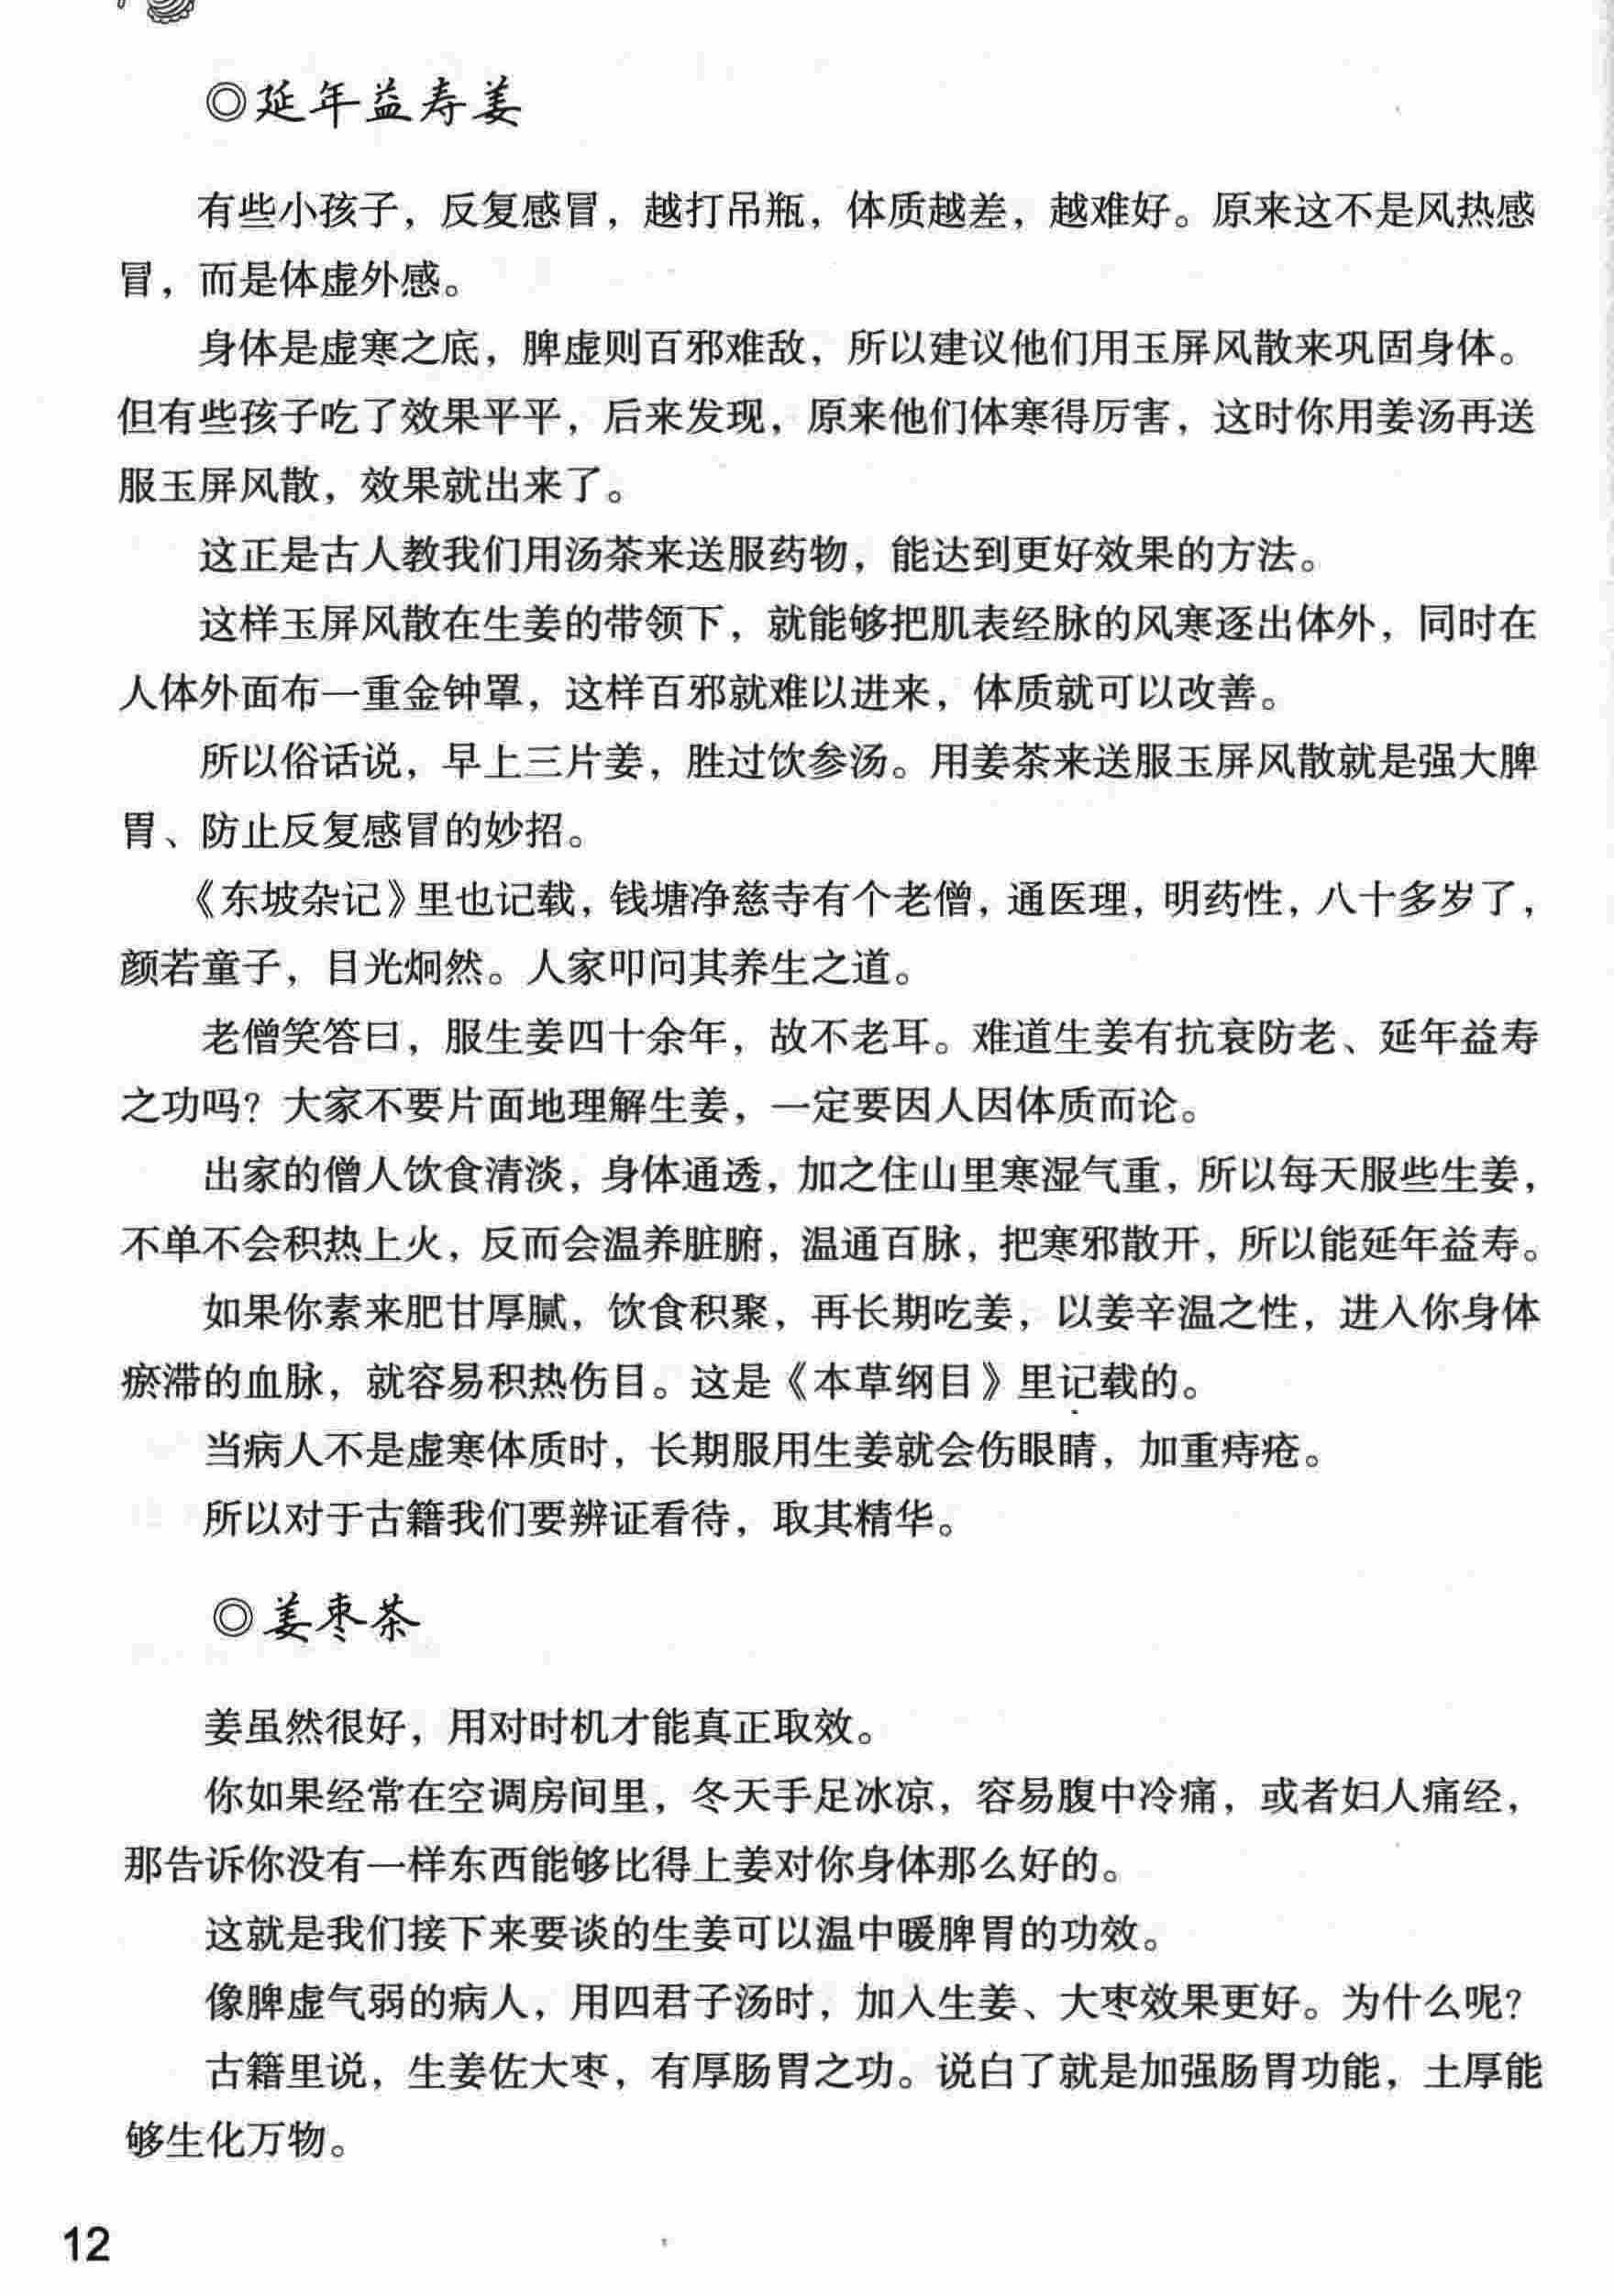 ◎延年益寿姜
有些小孩子，反复感冒，越打吊瓶，体质越差，越难好。原来这不是风热感
冒，而是体虚外感。
身体是虚寒之底，脾虚则百邪难敌，所以建议他们用玉屏风散来巩固身体。
但有些孩子吃了效果平平，后来发现，原来他们体寒得厉害，这时你用姜汤再送
服玉屏风散，效果就出来了。
这正是古人教我们用汤茶来送服药物，能达到更好效果的方法。
这样玉屏风散在生姜的带领下，就能够把肌表经脉的风寒逐出体外，同时在
人体外面布一重金钟罩，这样百邪就难以进来，体质就可以改善。
所以俗话说，早上三片姜，胜过饮参汤。用姜茶来送服玉屏风散就是强大脾
胃、防止反复感冒的妙招。
《东坡杂记》里也记载，钱塘净慈寺有个老僧，通医理，明药性，八十多岁了，
颜若童子，目光炯然。人家叩问其养生之道。
老僧笑答曰，服生姜四十余年，故不老耳。难道生姜有抗衰防老、延年益寿
之功吗？大家不要片面地理解生姜，一定要因人因体质而论。
出家的僧人饮食清淡，身体通透，加之住山里寒湿气重，所以每天服些生姜，
不单不会积热上火，反而会温养脏腑，温通百脉，把寒邪散开，所以能延年益寿。
如果你素来肥甘厚腻，饮食积聚，再长期吃姜，以姜辛温之性，进入你身体
瘀滞的血脉，就容易积热伤目。这是《本草纲目》里记载的。
当病人不是虚寒体质时，长期服用生姜就会伤眼睛，加重痔疮。
所以对于古籍我们要辨证看待，取其精华。
◎姜枣茶
姜虽然很好，用对时机才能真正取效。
你如果经常在空调房间里，冬天手足冰凉，容易腹中冷痛，或者妇人痛经，
那告诉你没有一样东西能够比得上姜对你身体那么好的。
这就是我们接下来要谈的生姜可以温中暖脾胃的功效。
像脾虚气弱的病人，用四君子汤时，加入生姜、大枣效果更好。为什么呢？
古籍里说，生姜佐大枣，有厚肠胃之功。说白了就是加强肠胃功能，土厚能
够生化万物。
12